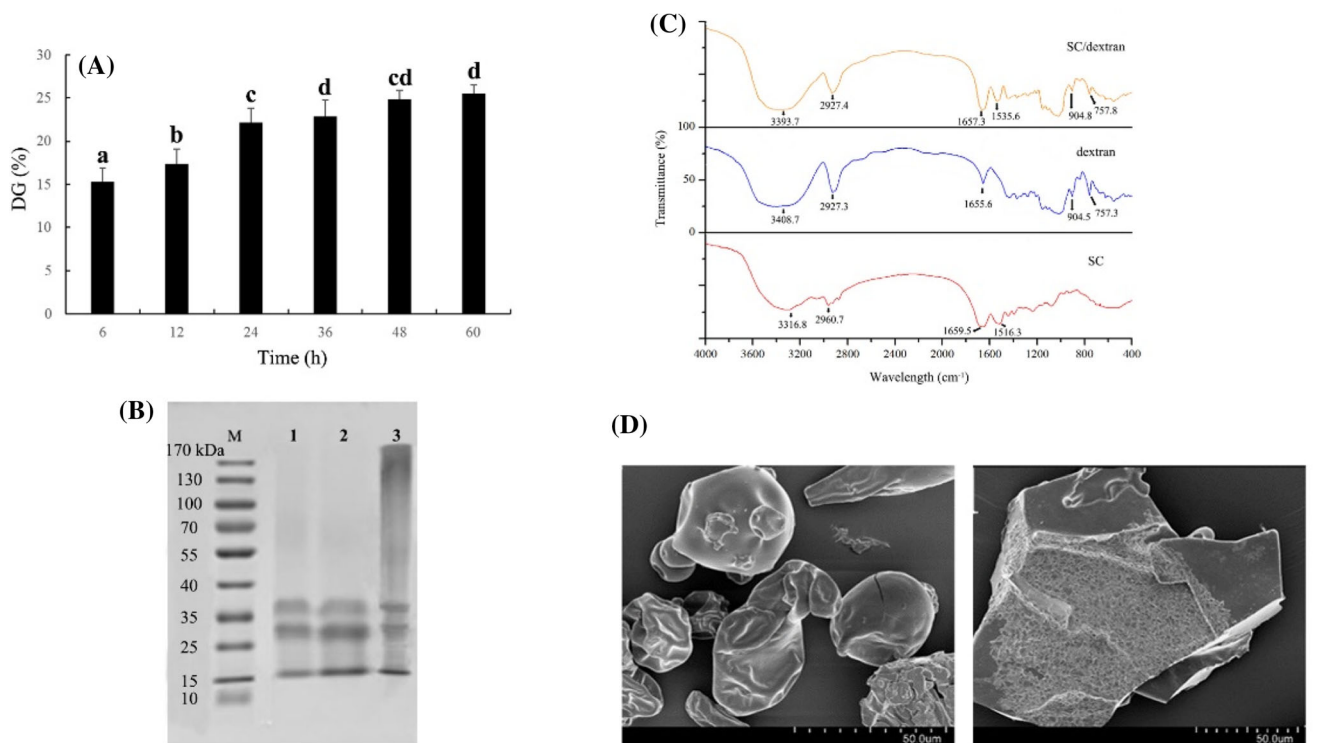 (A)
30
25
20
15
10
5
0
DG (%)
a
b
c
d
cd
d
6 12 24 36 48 60
Time (h)
(B)
M 1 2 3
170 kDa
130
100
70
55
40
35
25
15
10
(C)
SC/dextran
3393.7
2927.4
1657.3
1535.6
904.8
757.8
100
dextran
50
3408.7
2927.3
1655.6
904.5
757.3
0
SC
3316.8
2960.7
1659.5
1516.3
Transmittance (%)
4000 3600 3200 2800 2400 2000 1600 1200 800 400
Wavelength (cm⁻¹)
(D)
50.0um
50.0um